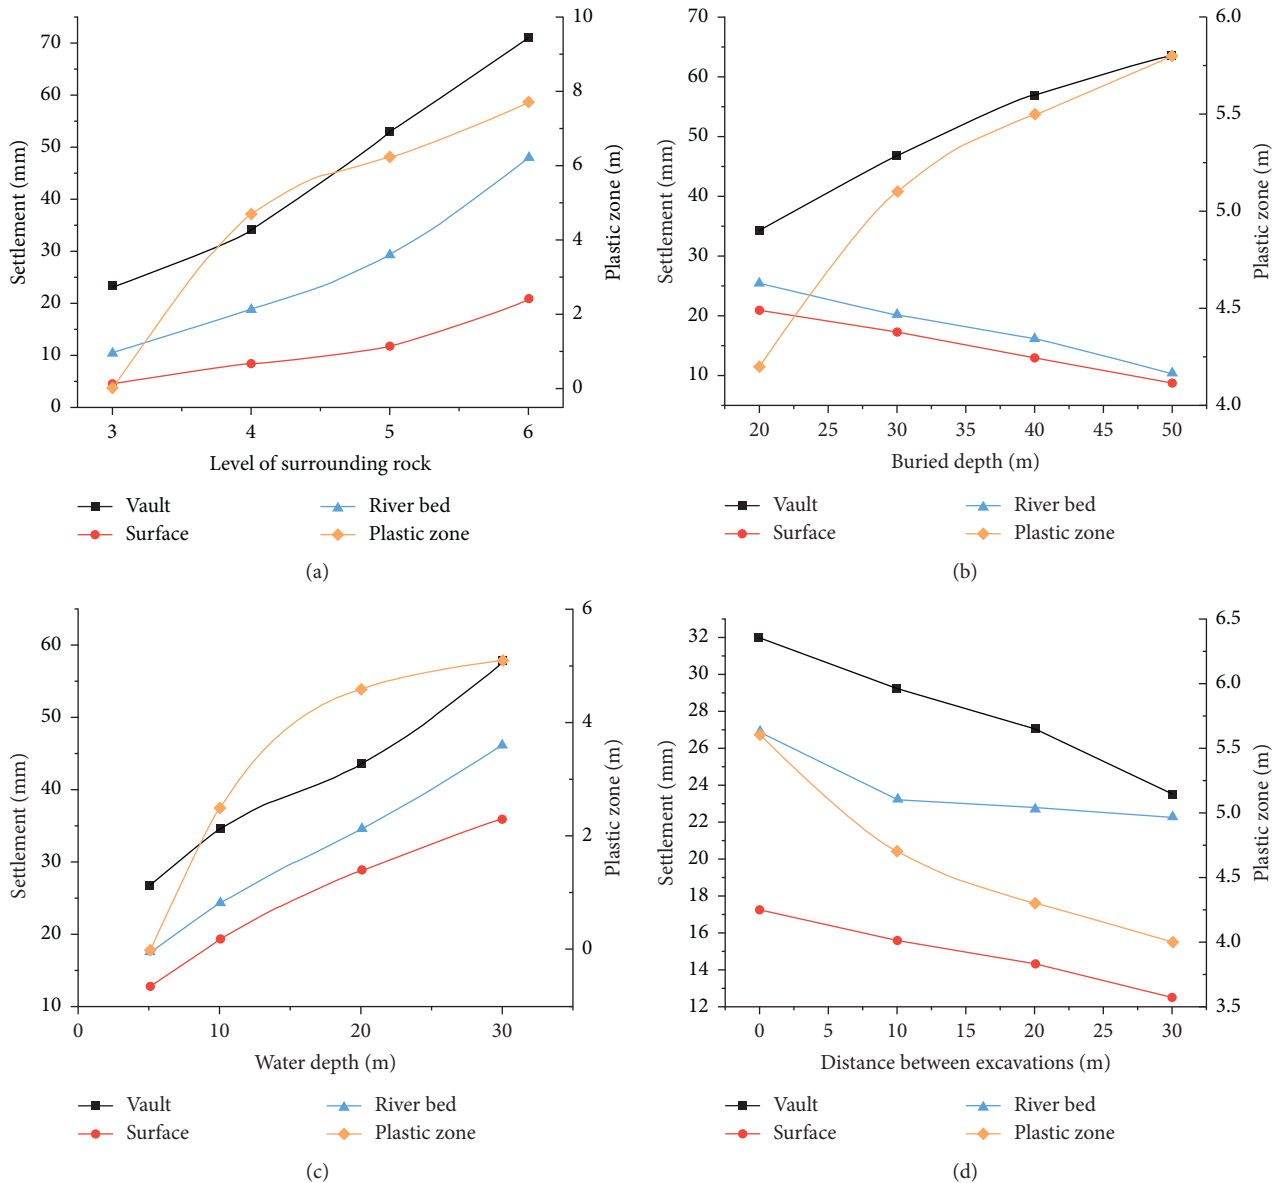 70
60
50
40
30
20
10
0
Settlement (mm)
10
8
6
4
2
0
Plastic zone (m)
3 4 5 6
Level of surrounding rock
Vault River bed
Surface Plastic zone
(a)
70
60
50
40
30
20
10
Settlement (mm)
6.0
5.5
5.0
4.5
4.0
Plastic zone (m)
20 25 30 35 40 45 50
Buried depth (m)
Vault River bed
Surface Plastic zone
(b)
60
50
40
30
20
10
Settlement (mm)
6
4
2
0
Plastic zone (m)
0 10 20 30
Water depth (m)
Vault River bed
Surface Plastic zone
(c)
32
30
28
26
24
22
20
18
16
14
12
Settlement (mm)
6.5
6.0
5.5
5.0
4.5
4.0
3.5
Plastic zone (m)
0 5 10 15 20 25 30
Distance between excavations (m)
Vault River bed
Surface Plastic zone
(d)